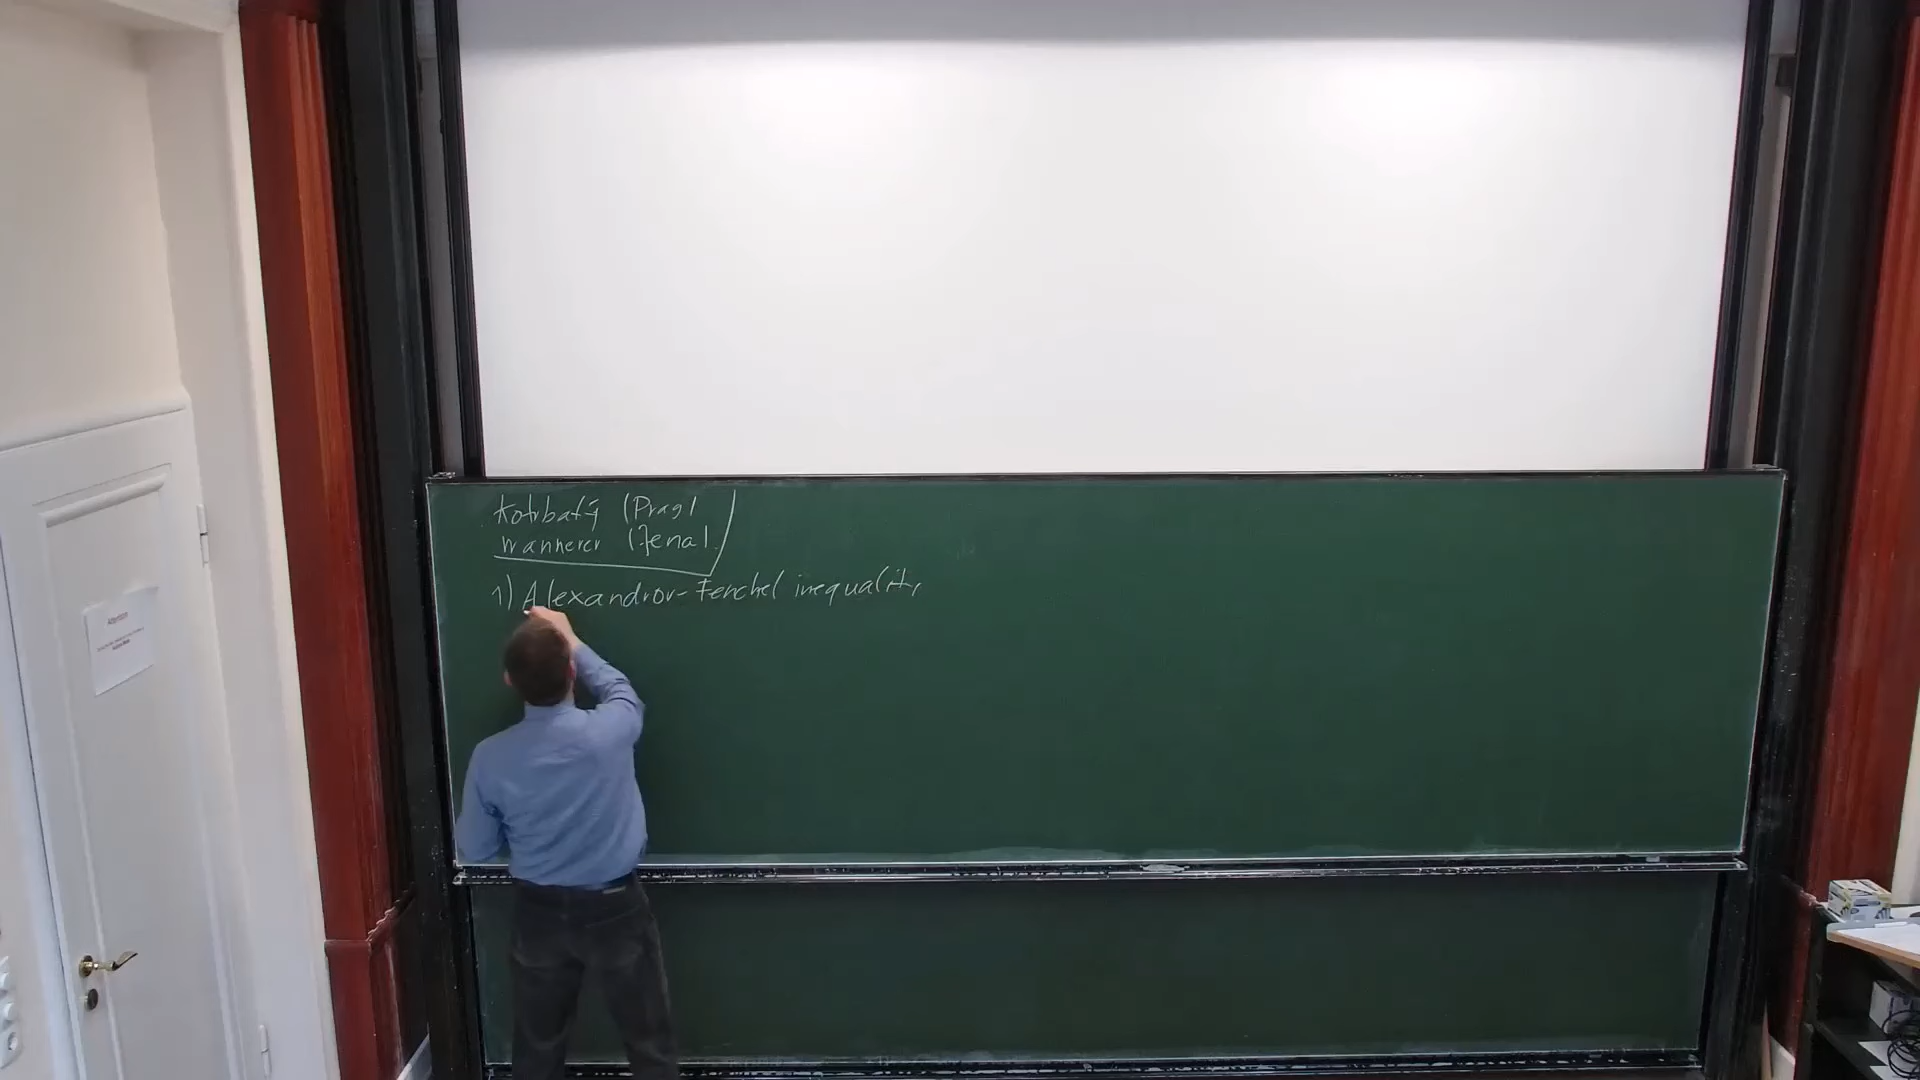 Kotrbatý (Prag)
Wannerer (Jena)
1) Alexandrov-Fenchel inequality